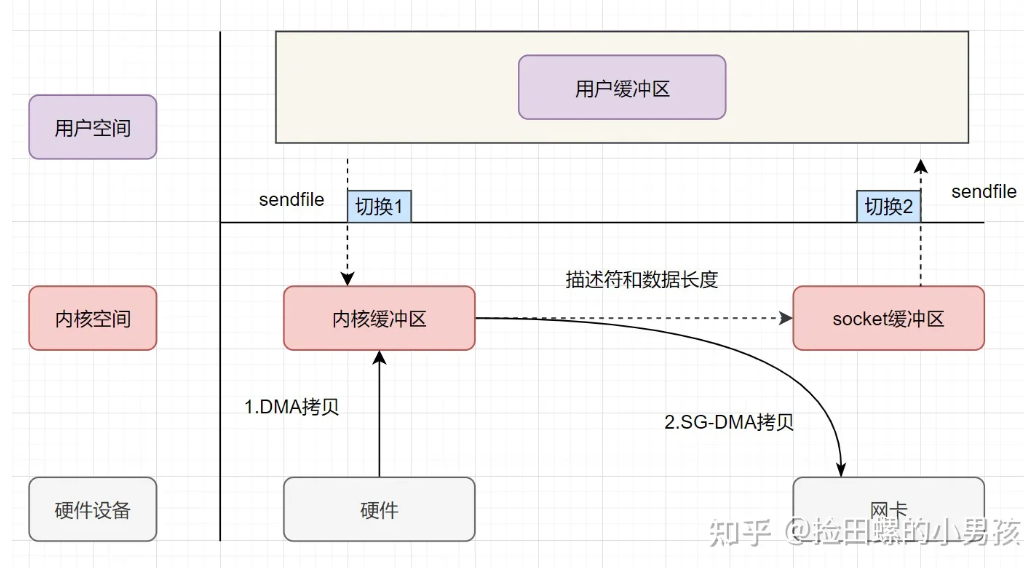 用户缓冲区
用户空间
sendfile
切换1
切换2
sendfile
描述符和数据长度
内核空间
内核缓冲区
socket缓冲区
1.DMA拷贝
2.SG-DMA拷贝
硬件设备
硬件
网卡
知乎 @捡田螺的小男孩